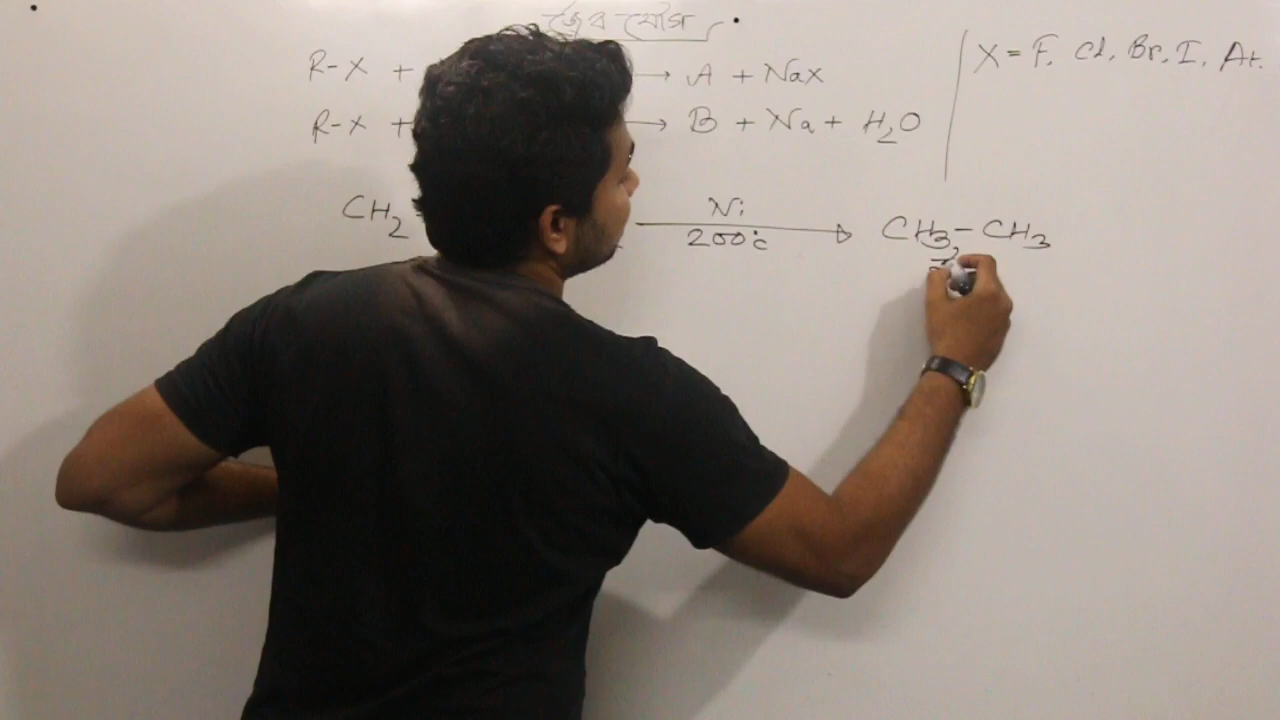 জৈব যৌগ
R-X + → A + NaX
X = F, Cl, Br, I, At.
R-X + → B + Na + H₂O
CH₂ Ni 200°c → CH₃-CH₃